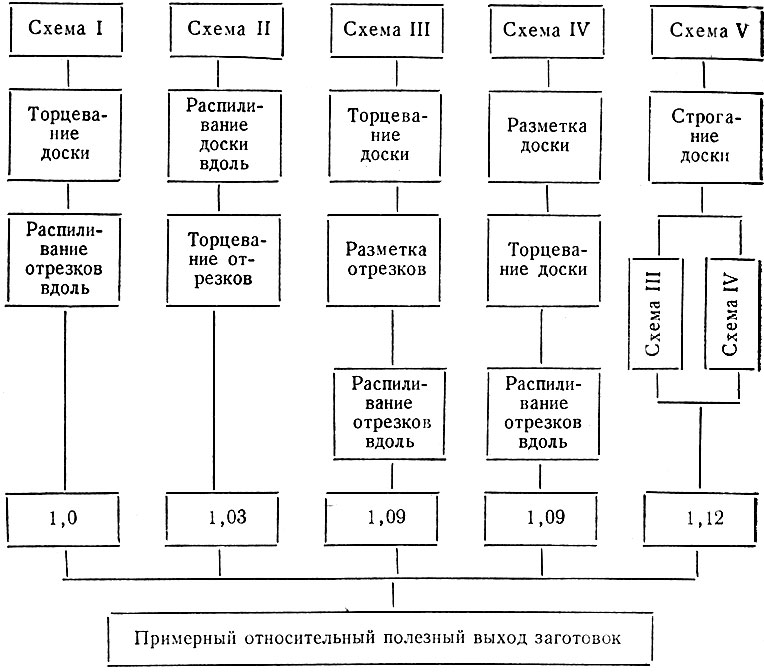 Схема I
Схема II
Схема III
Схема IV
Схема V
Торцева-
ние
доски
Распили-
вание
доски
вдоль
Торцева-
ние
доски
Разметка
доски
Строга-
ние
доски
Распили-
вание
отрезков
вдоль
Торцева-
ние от-
резков
Разметка
отрезков
Торцева-
ние доски
Схема III
Схема IV
Распили-
вание
отрезков
вдоль
Распили-
вание
отрезков
вдоль
1,0
1,03
1,09
1,09
1,12
Примерный относительный полезный выход заготовок